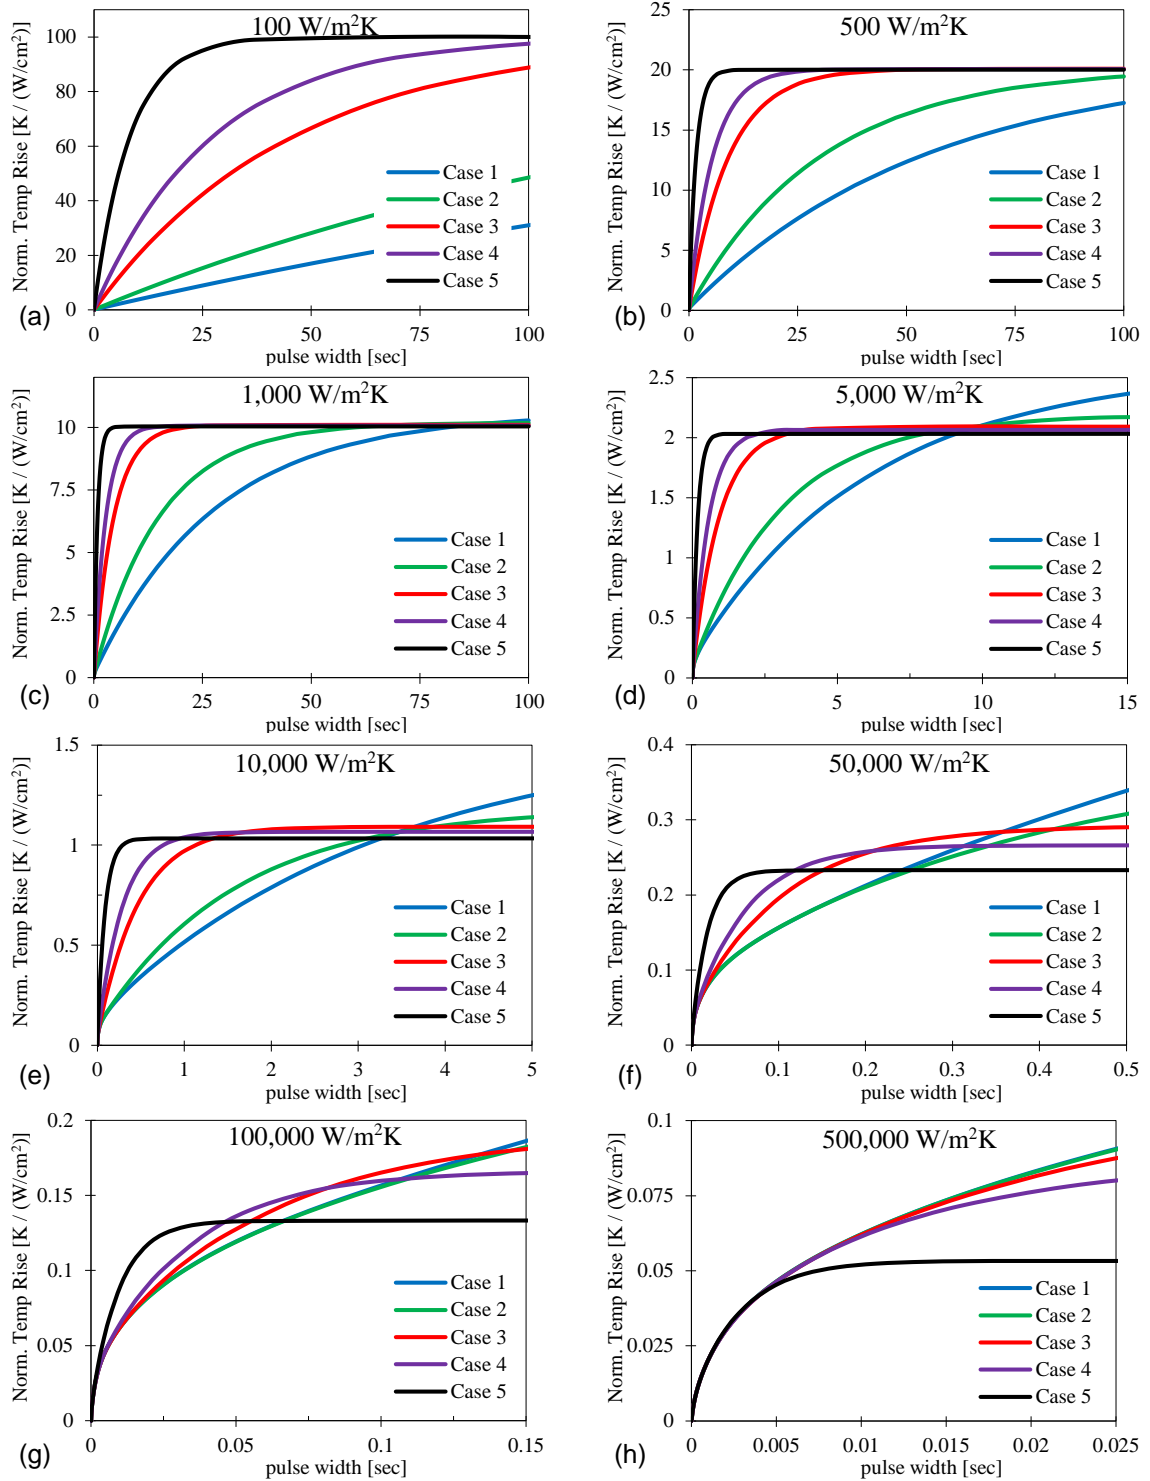 100 W/m²K
Norm. Temp Rise [K / (W/cm²)]
100
80
60
40
20
0
Case 1
Case 2
Case 3
Case 4
Case 5
0 25 50 75 100
pulse width [sec]
(a)
500 W/m²K
Norm. Temp Rise [K / (W/cm²)]
25
20
15
10
5
0
Case 1
Case 2
Case 3
Case 4
Case 5
0 25 50 75 100
pulse width [sec]
(b)
1,000 W/m²K
Norm. Temp Rise [K / (W/cm²)]
10
7.5
5
2.5
0
Case 1
Case 2
Case 3
Case 4
Case 5
0 25 50 75 100
pulse width [sec]
(c)
5,000 W/m²K
Norm. Temp Rise [K / (W/cm²)]
2.5
2
1.5
1
0.5
0
Case 1
Case 2
Case 3
Case 4
Case 5
0 5 10 15
pulse width [sec]
(d)
10,000 W/m²K
Norm. Temp Rise [K / (W/cm²)]
1.5
1
0.5
0
Case 1
Case 2
Case 3
Case 4
Case 5
0 1 2 3 4 5
pulse width [sec]
(e)
50,000 W/m²K
Norm. Temp Rise [K / (W/cm²)]
0.4
0.3
0.2
0.1
0
Case 1
Case 2
Case 3
Case 4
Case 5
0 0.1 0.2 0.3 0.4 0.5
pulse width [sec]
(f)
100,000 W/m²K
Norm. Temp Rise [K / (W/cm²)]
0.2
0.15
0.1
0.05
0
Case 1
Case 2
Case 3
Case 4
Case 5
0 0.05 0.1 0.15
pulse width [sec]
(g)
500,000 W/m²K
Norm. Temp Rise [K / (W/cm²)]
0.1
0.075
0.05
0.025
0
Case 1
Case 2
Case 3
Case 4
Case 5
0 0.005 0.01 0.015 0.02 0.025
pulse width [sec]
(h)